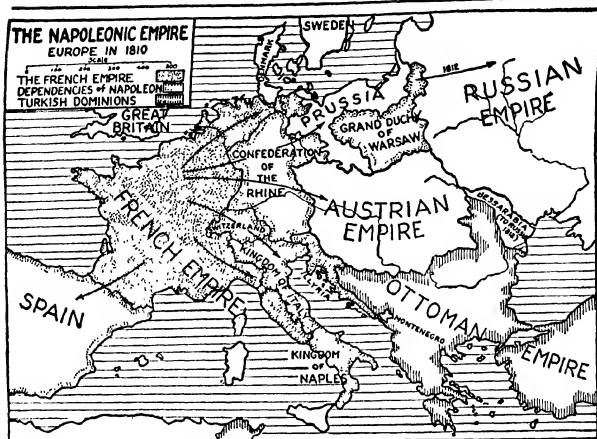 THE NAPOLEONIC EMPIRE
EUROPE IN 1810
Scale
THE FRENCH EMPIRE
DEPENDENCIES OF NAPOLEON
TURKISH DOMINIONS
SWEDEN
DENMARK
GREAT
BRITAIN
PRUSSIA
1812
RUSSIAN
EMPIRE
GRAND DUCHY
OF
WARSAW
CONFEDERATION
OF
THE
RHINE
FRENCH EMPIRE
SWITZERLAND
AUSTRIAN
EMPIRE
BESSARABIA
KINGDOM OF ITALY
SPAIN
OTTOMAN
EMPIRE
MONTENEGRO
KINGDOM
OF
NAPLES